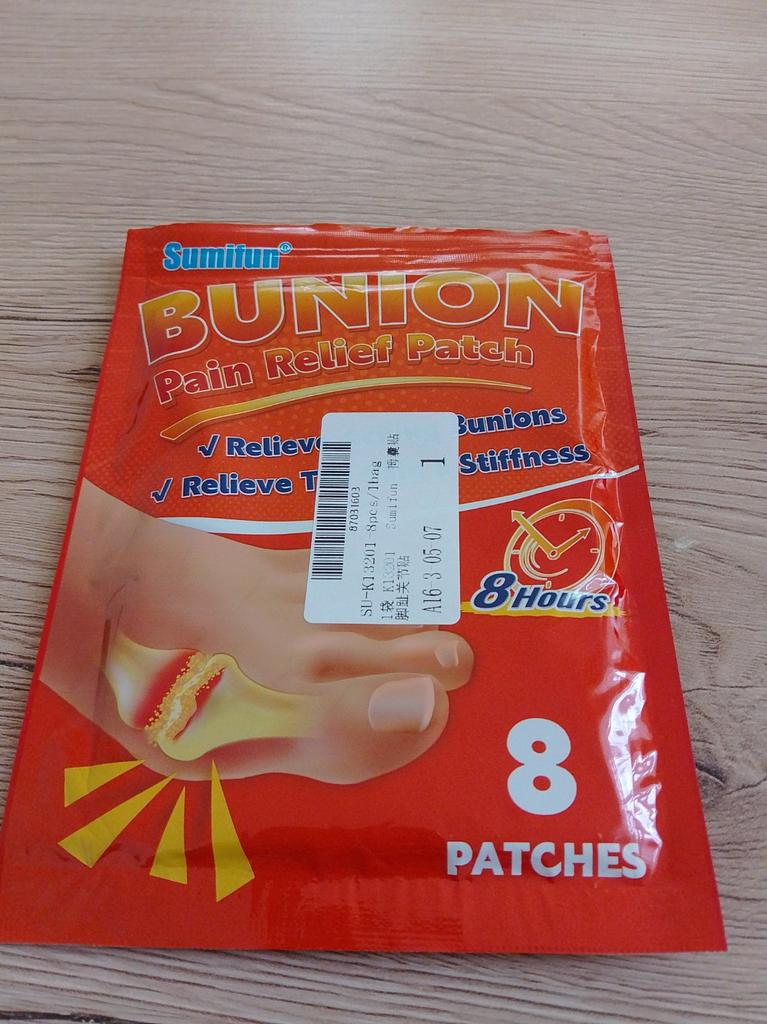 Sumifun®
BUNION
Pain Relief Patch
√ Relieve Bunions
√ Relieve T Stiffness
87031603
SU-K13201-8pcs/1bag
1袋 K13201 Sumifun 拇囊贴
脚趾关节贴
A16-3 05 07 1
8 Hours
8
PATCHES